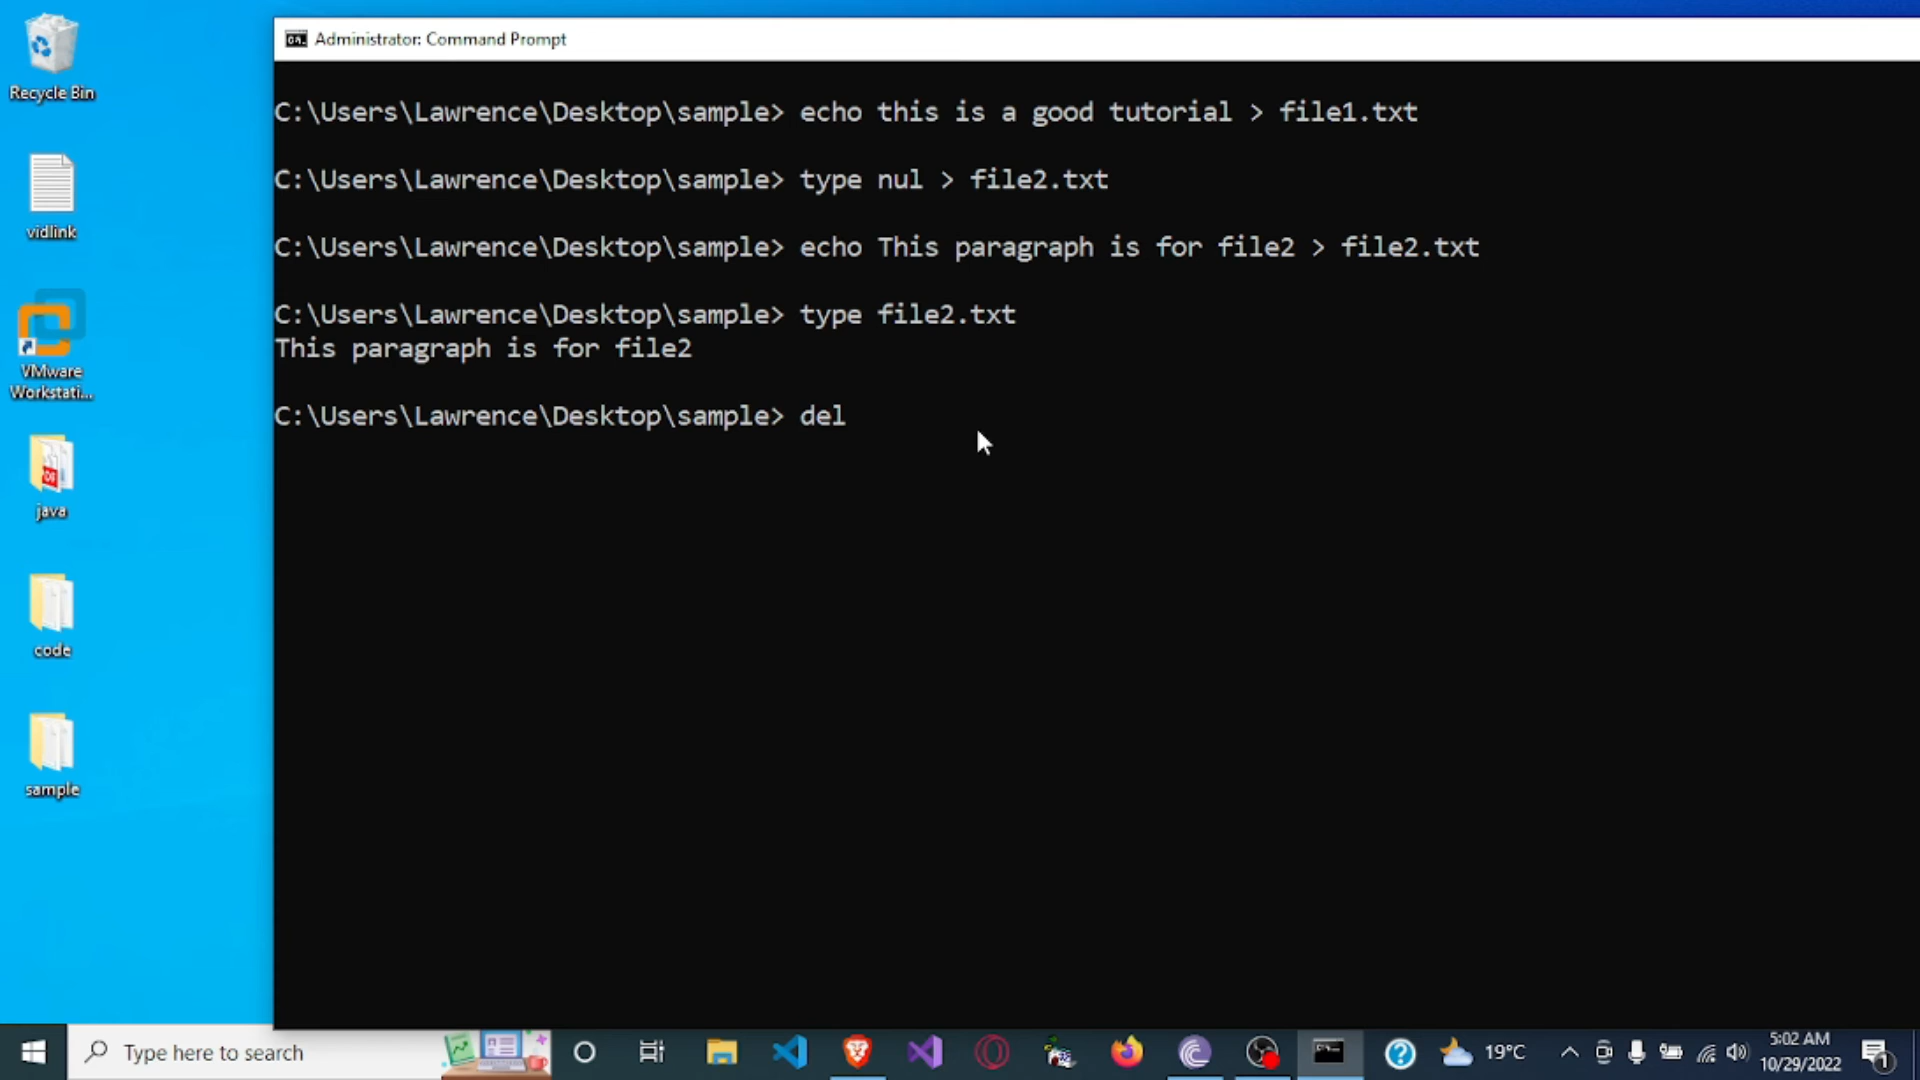 Administrator: Command Prompt
C:\Users\Lawrence\Desktop\sample> echo this is a good tutorial > file1.txt
C:\Users\Lawrence\Desktop\sample> type nul > file2.txt
C:\Users\Lawrence\Desktop\sample> echo This paragraph is for file2 > file2.txt
C:\Users\Lawrence\Desktop\sample> type file2.txt
This paragraph is for file2
C:\Users\Lawrence\Desktop\sample> del
Recycle Bin
vidlink
VMware
Workstati...
java
code
sample
Type here to search
19°C
5:02 AM
10/29/2022
1